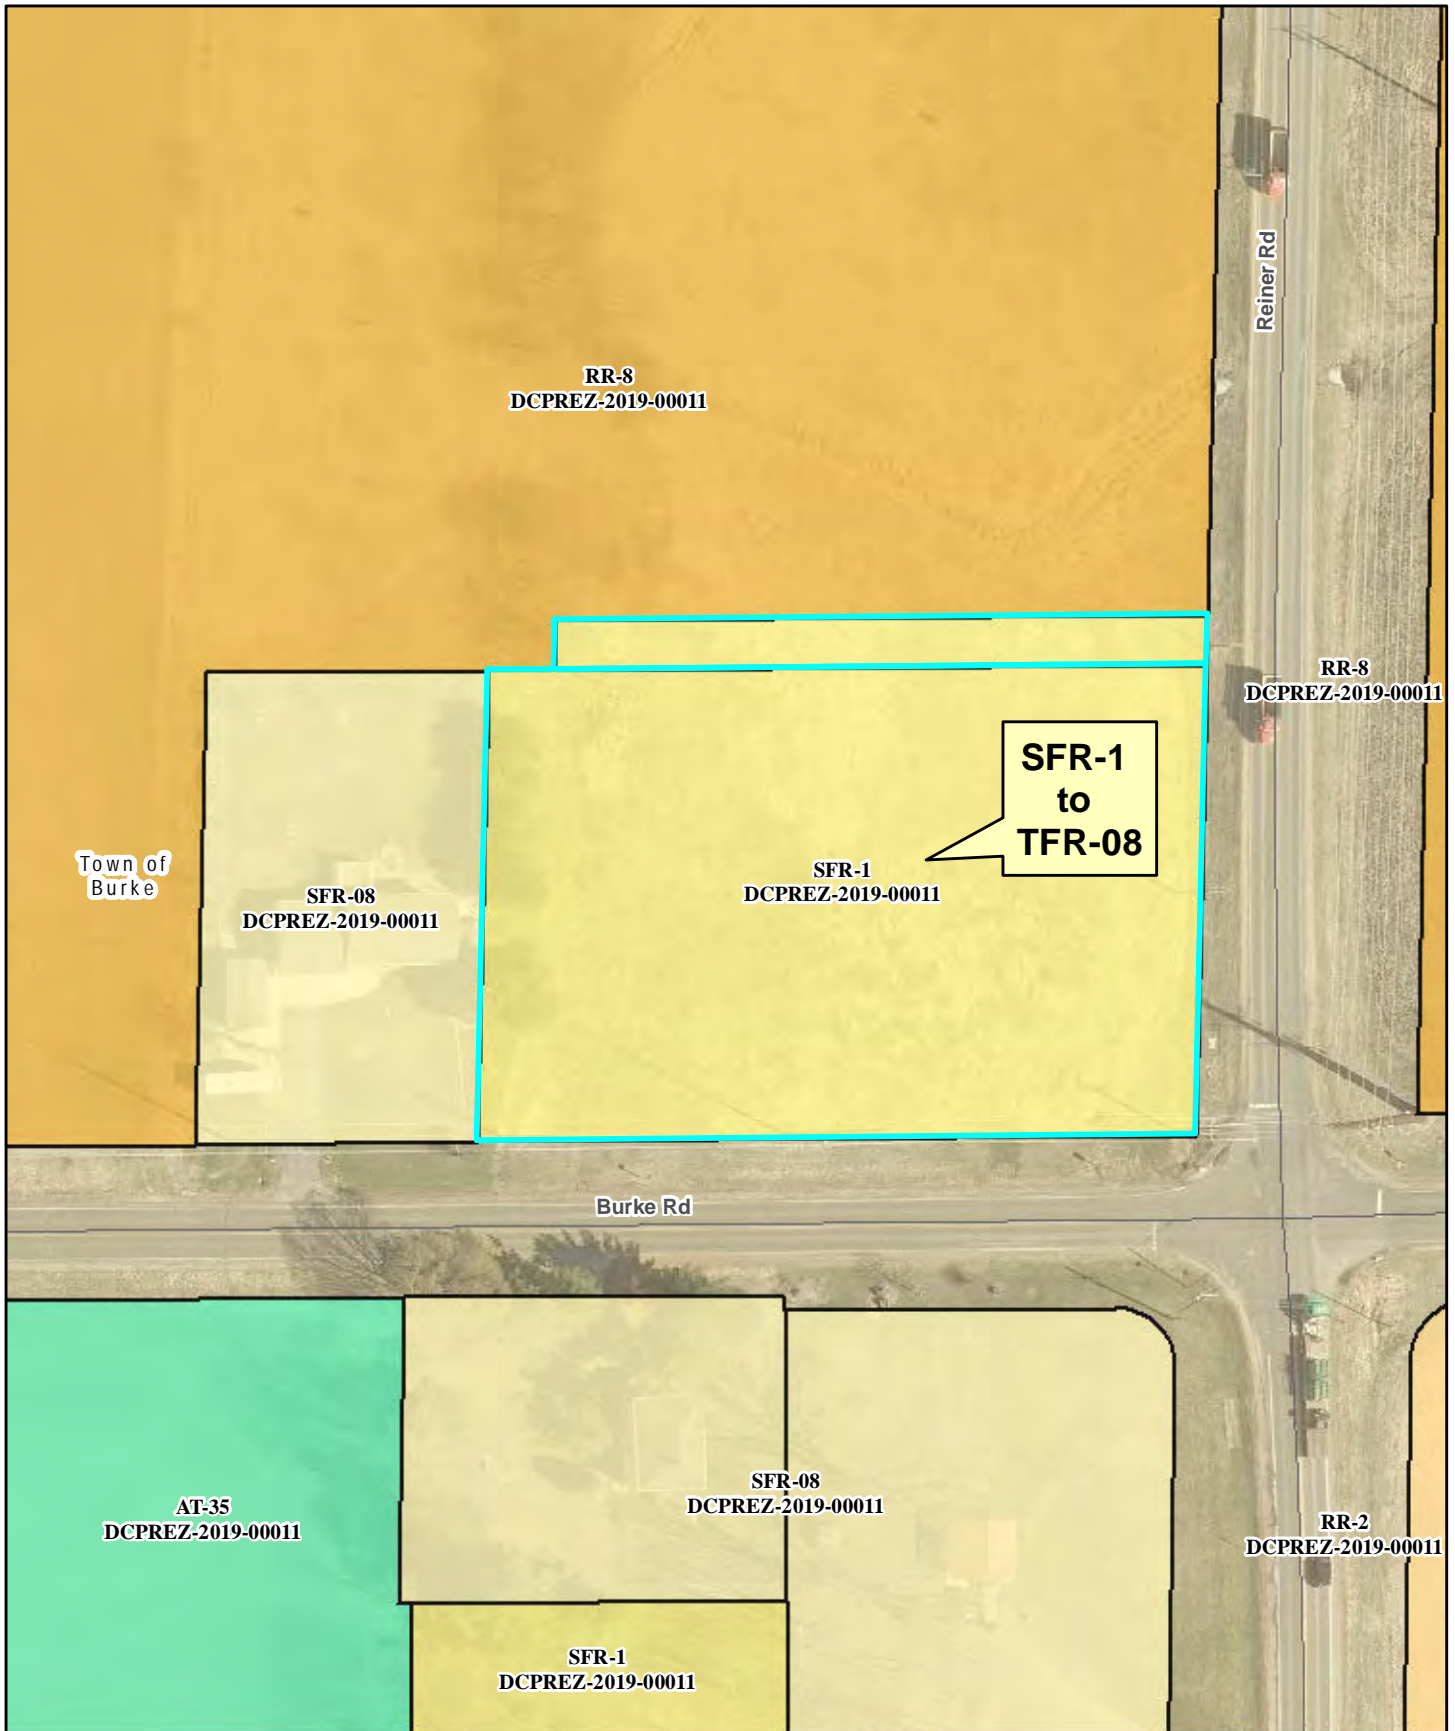 Reiner Rd
RR-8
DCPREZ-2019-00011
RR-8
DCPREZ-2019-00011
SFR-1
to
TFR-08
Town of
Burke
SFR-08
DCPREZ-2019-00011
SFR-1
DCPREZ-2019-00011
Burke Rd
SFR-08
DCPREZ-2019-00011
AT-35
DCPREZ-2019-00011
RR-2
DCPREZ-2019-00011
SFR-1
DCPREZ-2019-00011